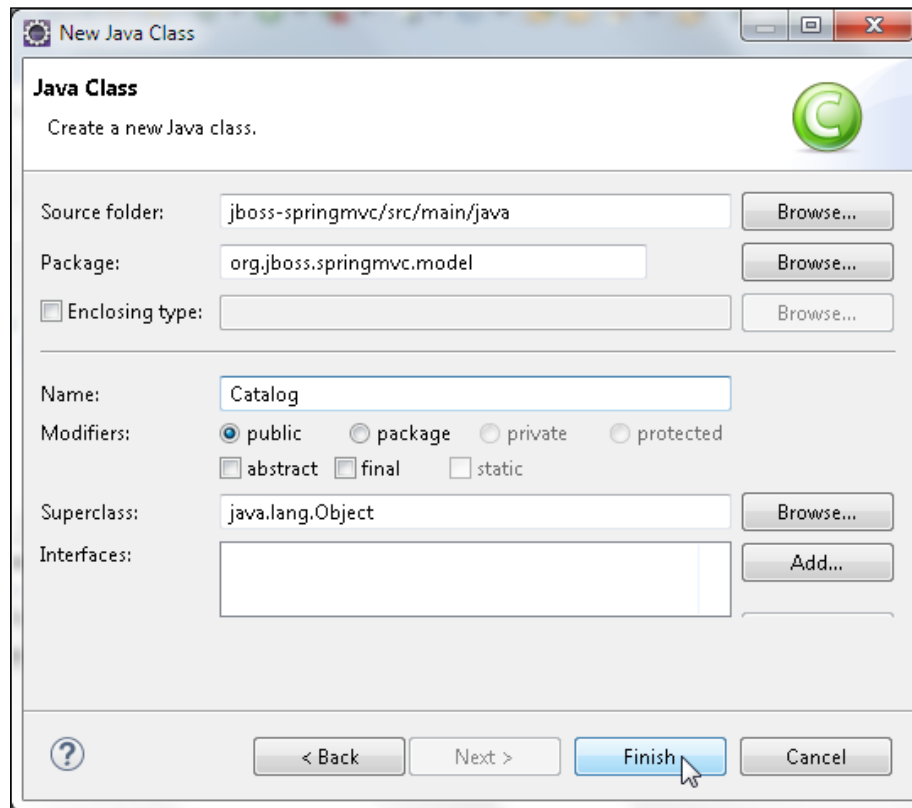 New Java Class
Java Class
Create a new Java class.
C
Source folder: jboss-springmvc/src/main/java Browse...
Package: org.jboss.springmvc.model Browse...
Enclosing type: Browse...
Name: Catalog
Modifiers: public package private protected
abstract final static
Superclass: java.lang.Object Browse...
Interfaces: Add...
? < Back Next > Finish Cancel